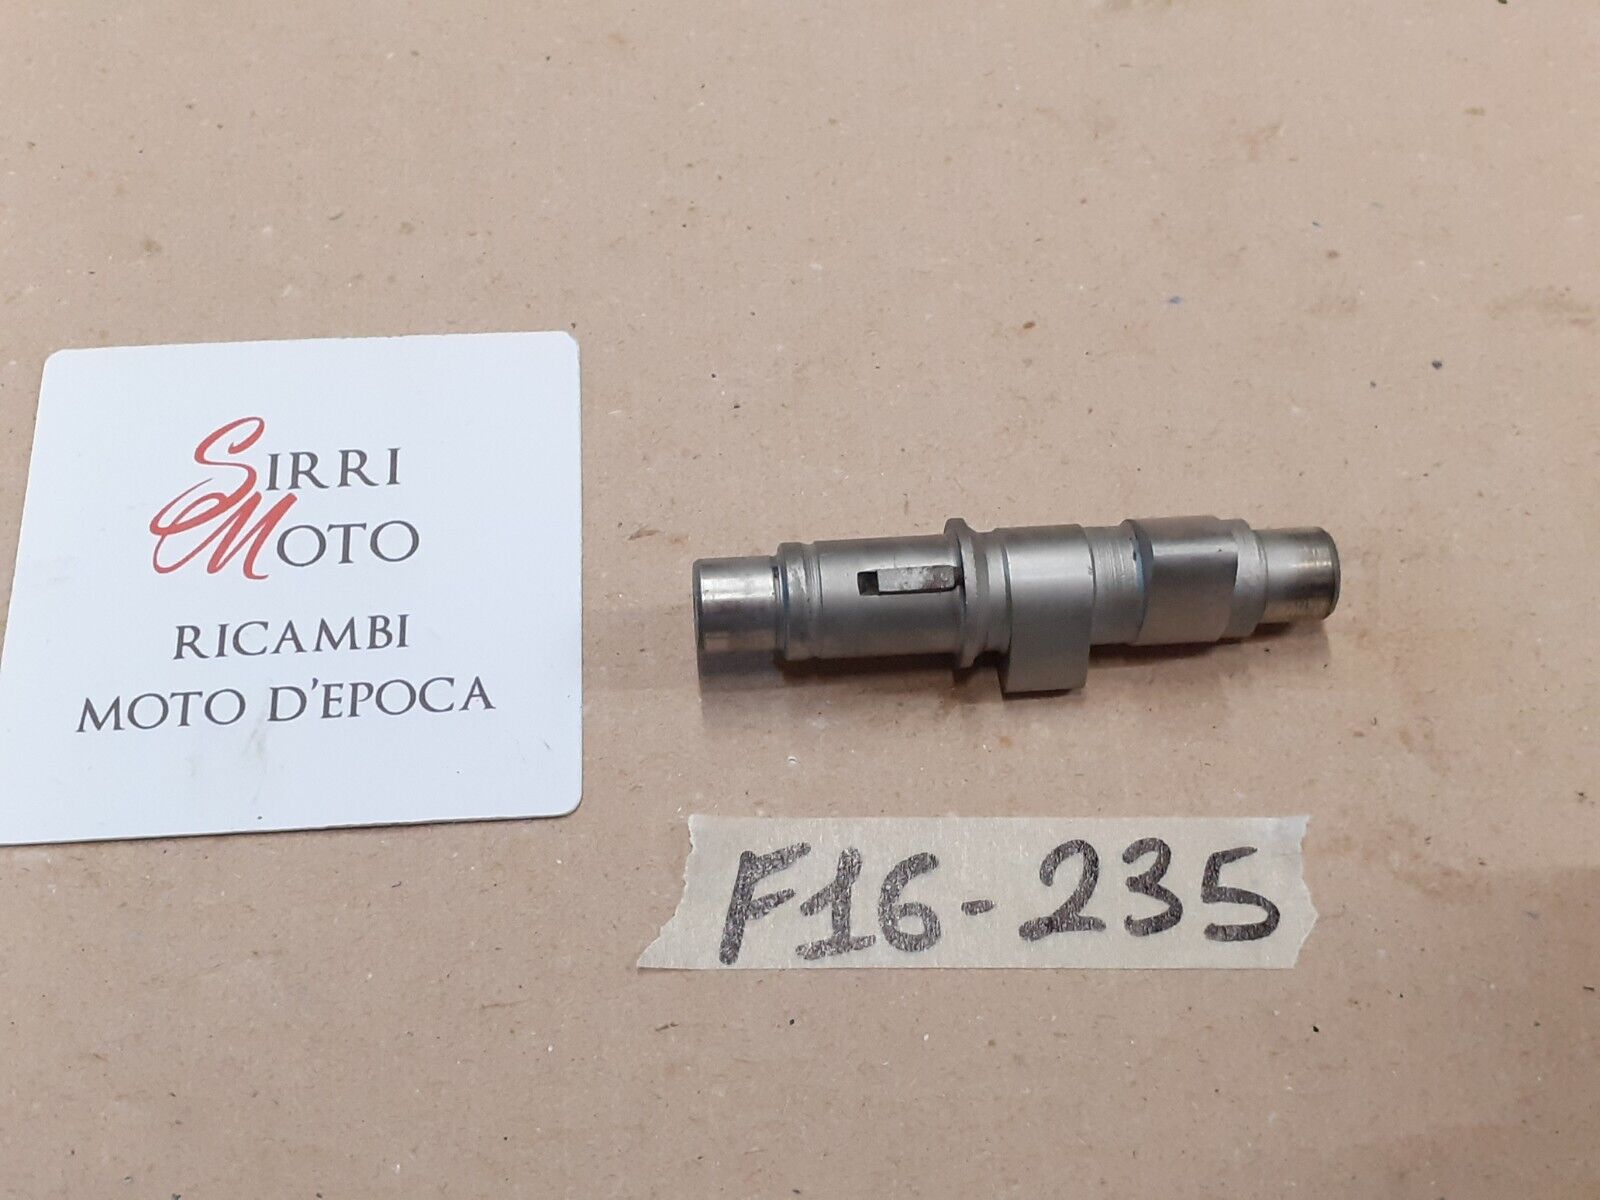 SIRRI
MOTO
RICAMBI
MOTO D'EPOCA
F16-235